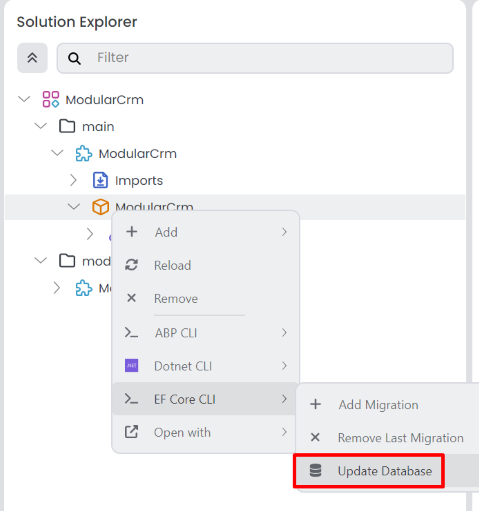 Solution Explorer
Filter
ModularCrm
main
ModularCrm
Imports
ModularCrm
Add
mod
Reload
Remove
ABP CLI
.NET
Dotnet CLI
EF Core CLI
Add Migration
Open with
Remove Last Migration
Update Database